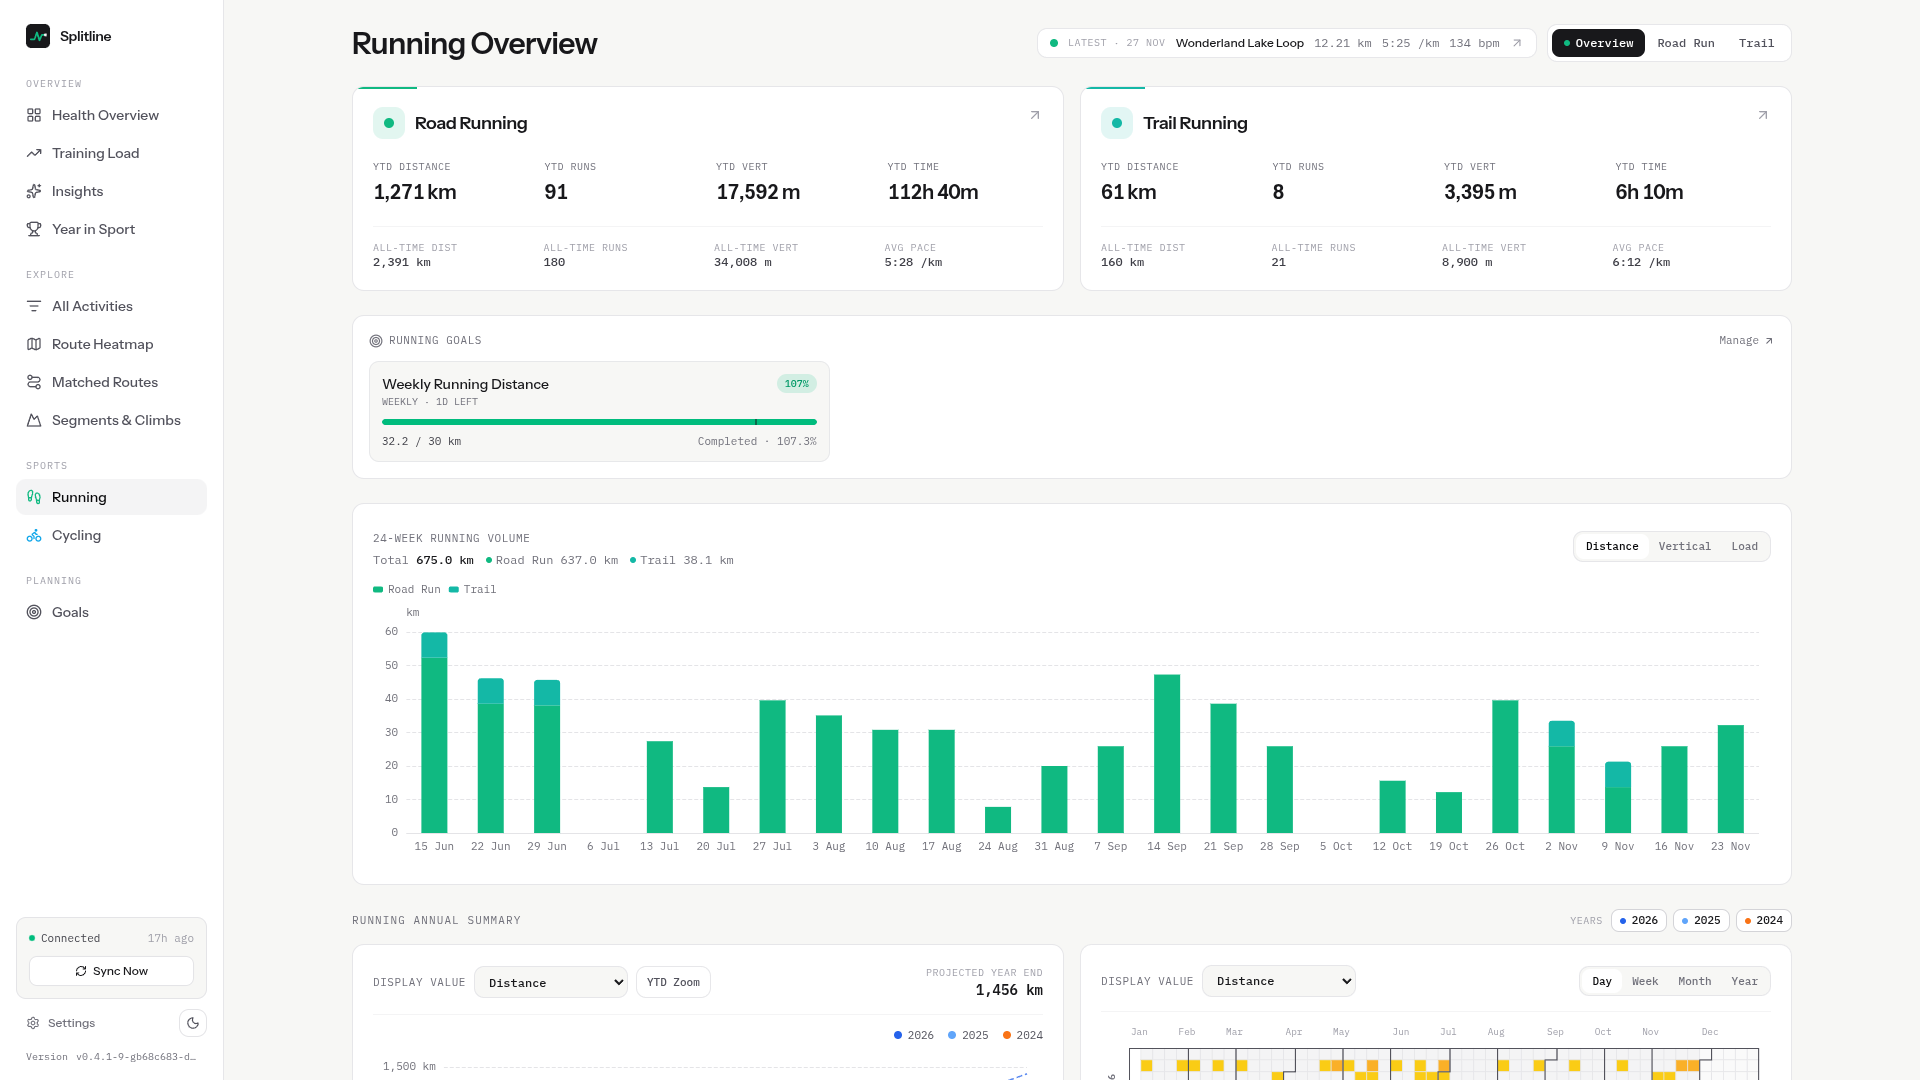 Splitline
OVERVIEW
Health Overview
Training Load
Insights
Year in Sport
EXPLORE
All Activities
Route Heatmap
Matched Routes
Segments & Climbs
SPORTS
Running
Cycling
PLANNING
Goals
Connected 17h ago
Sync Now
Settings
Version v0.4.1-9-gb68c683-d…
Running Overview
LATEST · 27 NOV Wonderland Lake Loop 12.21 km 5:25 /km 134 bpm
Overview Road Run Trail
Road Running
YTD DISTANCE YTD RUNS YTD VERT YTD TIME
1,271 km 91 17,592 m 112h 40m
ALL-TIME DIST ALL-TIME RUNS ALL-TIME VERT AVG PACE
2,391 km 180 34,008 m 5:28 /km
Trail Running
YTD DISTANCE YTD RUNS YTD VERT YTD TIME
61 km 8 3,395 m 6h 10m
ALL-TIME DIST ALL-TIME RUNS ALL-TIME VERT AVG PACE
160 km 21 8,900 m 6:12 /km
RUNNING GOALS Manage
Weekly Running Distance 107%
WEEKLY · 1D LEFT
32.2 / 30 km Completed · 107.3%
24-WEEK RUNNING VOLUME
Total 675.0 km Road Run 637.0 km Trail 38.1 km
Distance Vertical Load
Road Run Trail
km
60
50
40
30
20
10
0
15 Jun 22 Jun 29 Jun 6 Jul 13 Jul 20 Jul 27 Jul 3 Aug 10 Aug 17 Aug 24 Aug 31 Aug 7 Sep 14 Sep 21 Sep 28 Sep 5 Oct 12 Oct 19 Oct 26 Oct 2 Nov 9 Nov 16 Nov 23 Nov
RUNNING ANNUAL SUMMARY YEARS 2026 2025 2024
DISPLAY VALUE Distance YTD Zoom
PROJECTED YEAR END
1,456 km
2026 2025 2024
1,500 km
DISPLAY VALUE Distance Day Week Month Year
Jan Feb Mar Apr May Jun Jul Aug Sep Oct Nov Dec